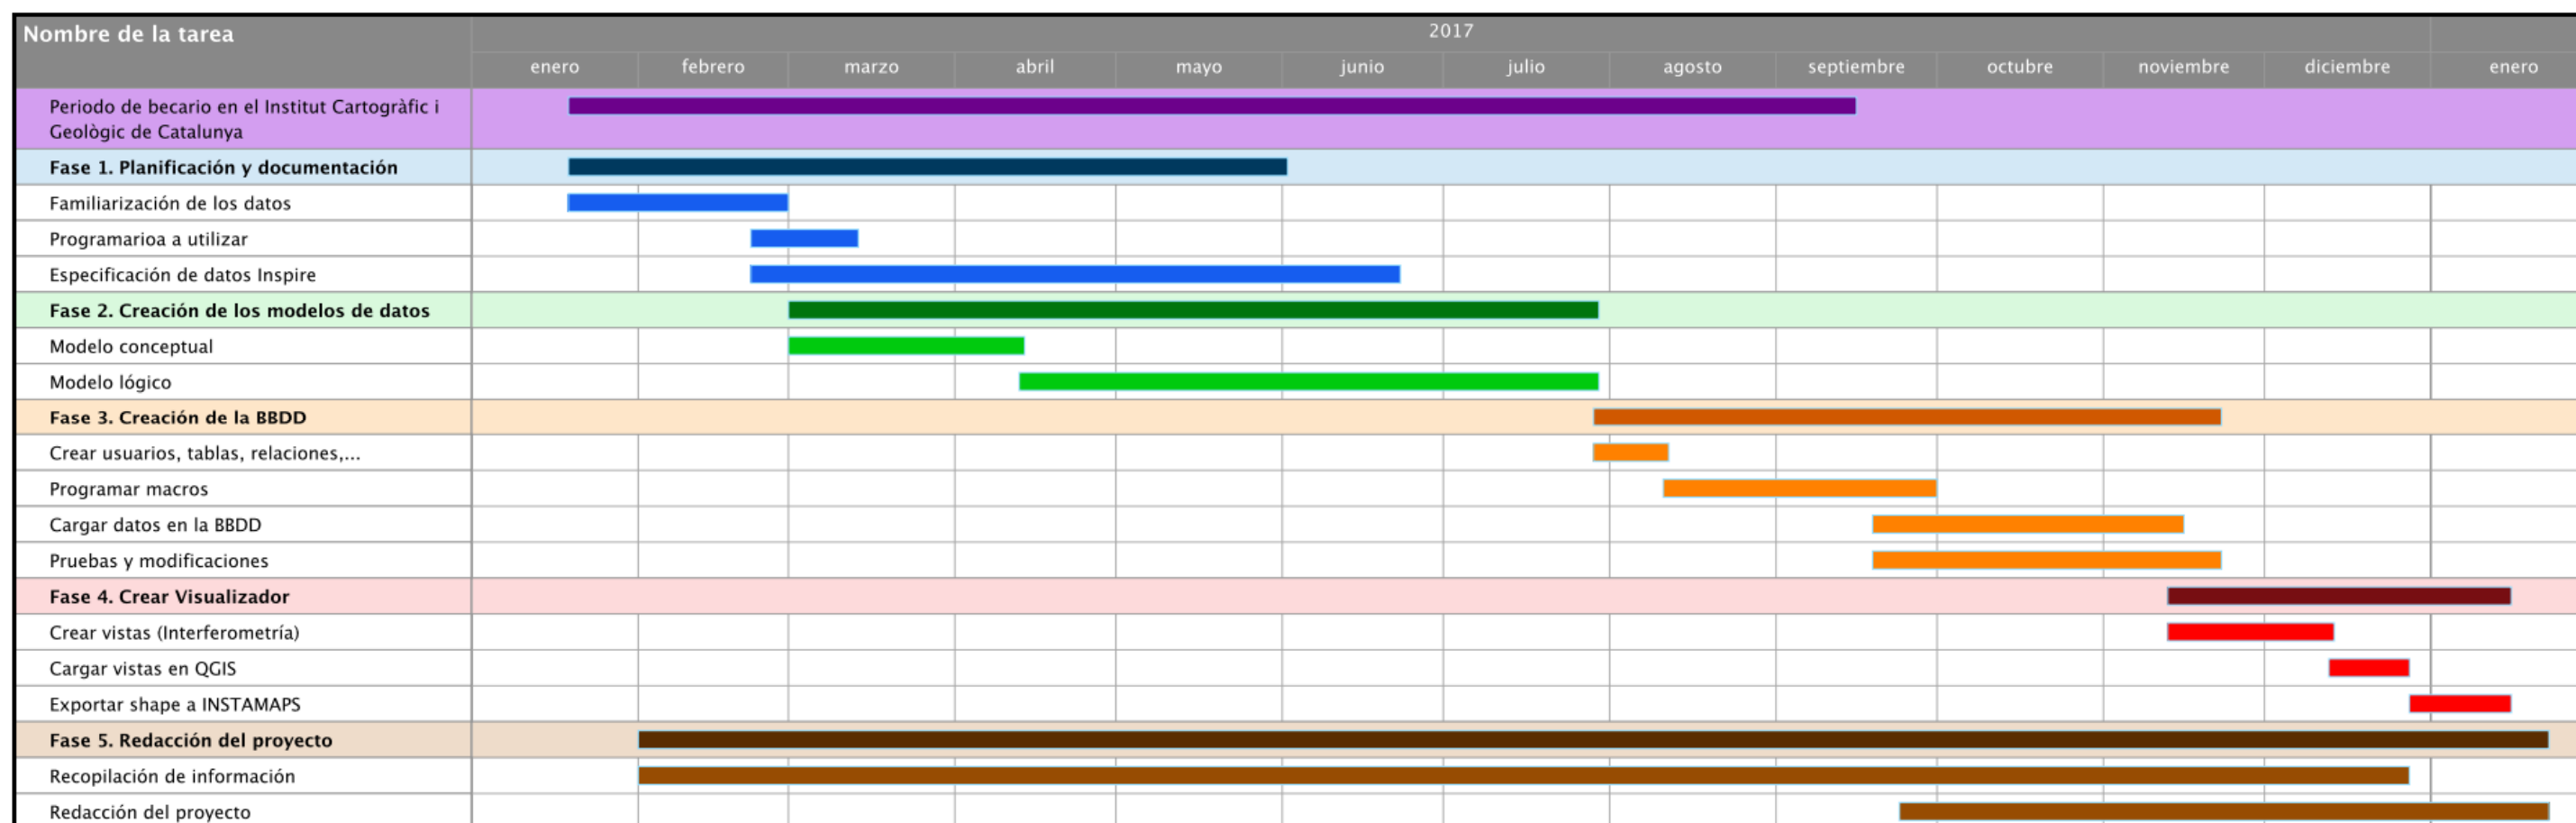 Nombre de la tarea
2017
enero febrero marzo abril mayo junio julio agosto septiembre octubre noviembre diciembre enero
Periodo de becario en el Institut Cartogràfic i
Geològic de Catalunya
Fase 1. Planificación y documentación
Familiarización de los datos
Programarioa a utilizar
Especificación de datos Inspire
Fase 2. Creación de los modelos de datos
Modelo conceptual
Modelo lógico
Fase 3. Creación de la BBDD
Crear usuarios, tablas, relaciones,...
Programar macros
Cargar datos en la BBDD
Pruebas y modificaciones
Fase 4. Crear Visualizador
Crear vistas (Interferometría)
Cargar vistas en QGIS
Exportar shape a INSTAMAPS
Fase 5. Redacción del proyecto
Recopilación de información
Redacción del proyecto